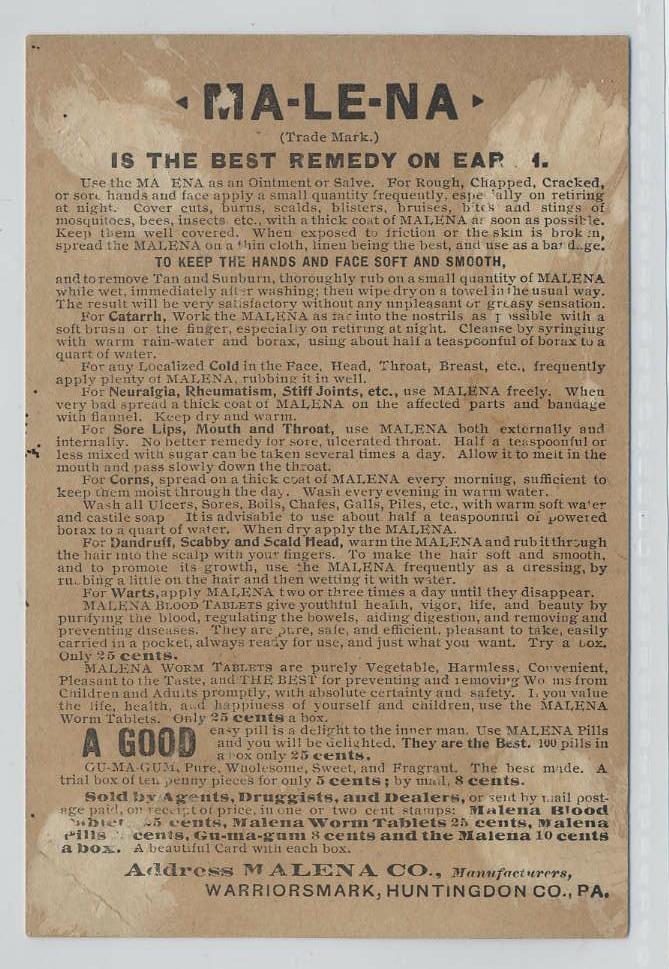 MA-LE-NA
(Trade Mark.)
IS THE BEST REMEDY ON
Use the MA ENA as an Ointment or Salve. For Rough, Chapped, Cracked,
or sore hands and face apply a small quantity frequently, especially on retiring
at night. Cover cuts, burns, scalds, blisters, bruises, bites and stings of
mosquitoes, bees, insects etc., with a thick coat of MALENA as soon as possible.
Keep them well covered. When exposed to friction or the skin is broken,
spread the MALENA on a thin cloth, linen being the best, and use as a bandage.
TO KEEP THE HANDS AND FACE SOFT AND SMOOTH,
and to remove Tan and Sunburn, thoroughly rub on a small quantity of MALENA
while wet, immediately after washing; then wipe dry on a towel in the usual way.
The result will be very satisfactory without any unpleasant or greasy sensation.
For Catarrh, Work the MALENA as far into the nostrils as possible with a
soft brush or the finger, especially on retiring at night. Cleanse by syringing
with warm rain-water and borax, using about half a teaspoonful of borax to a
quart of water.
For any Localized Cold in the Face, Head, Throat, Breast, etc., frequently
apply plenty of MALENA, rubbing it in well.
For Neuralgia, Rheumatism, Stiff Joints, etc., use MALENA freely. When
very bad spread a thick coat of MALENA on the affected parts and bandage
with flannel. Keep dry and warm.
For Sore Lips, Mouth and Throat, use MALENA both externally and
internally. No better remedy for sore, ulcerated throat. Half a teaspoonful or
less mixed with sugar can be taken several times a day. Allow it to melt in the
mouth and pass slowly down the throat.
For Corns, spread on a thick coat of MALENA every morning, sufficient to
keep them moist through the day. Wash every evening in warm water.
Wash all Ulcers, Sores, Boils, Chafes, Galls, Piles, etc., with warm soft water
and castile soap It is advisable to use about half a teaspoonful of powered
borax to a quart of water. When dry apply the MALENA.
For Dandruff, Scabby and Scald Head, warm the MALENA and rub it through
the hair into the scalp with your fingers. To make the hair soft and smooth,
and to promote its growth, use the MALENA frequently as a dressing, by
rubbing a little on the hair and then wetting it with water.
For Warts, apply MALENA two or three times a day until they disappear.
MALENA BLOOD TABLETS give youthful health, vigor, life, and beauty by
purifying the blood, regulating the bowels, aiding digestion, and removing and
preventing diseases. They are pure, safe, and efficient, pleasant to take, easily
carried in a pocket, always ready for use, and just what you want. Try a box.
Only 25 cents.
MALENA WORM TABLETS are purely Vegetable, Harmless, Convenient,
Pleasant to the Taste, and THE BEST for preventing and removing Worms from
Children and Adults promptly, with absolute certainty and safety. If you value
the life, health, and happiness of yourself and children, use the MALENA
Worm Tablets. Only 25 cents a box.
A GOOD easy pill is a delight to the inner man. Use MALENA Pills
and you will be delighted. They are the Best. 100 pills in
a box only 25 cents.
GU-MA-GUM, Pure, Wholesome, Sweet, and Fragrant. The best made. A
trial box of ten penny pieces for only 5 cents; by mail, 8 cents.
Sold by Agents, Druggists, and Dealers, or sent by mail post-
age paid, on receipt of price, in one or two cent stamps: Malena Blood
25 cents, Malena Worm Tablets 25 cents, Malena
Pills cents, Gu-ma-gum 8 cents and the Malena 10 cents
a box. A beautiful Card with each box.
Address MALENA CO., Manufacturers,
WARRIORSMARK, HUNTINGDON CO., PA.